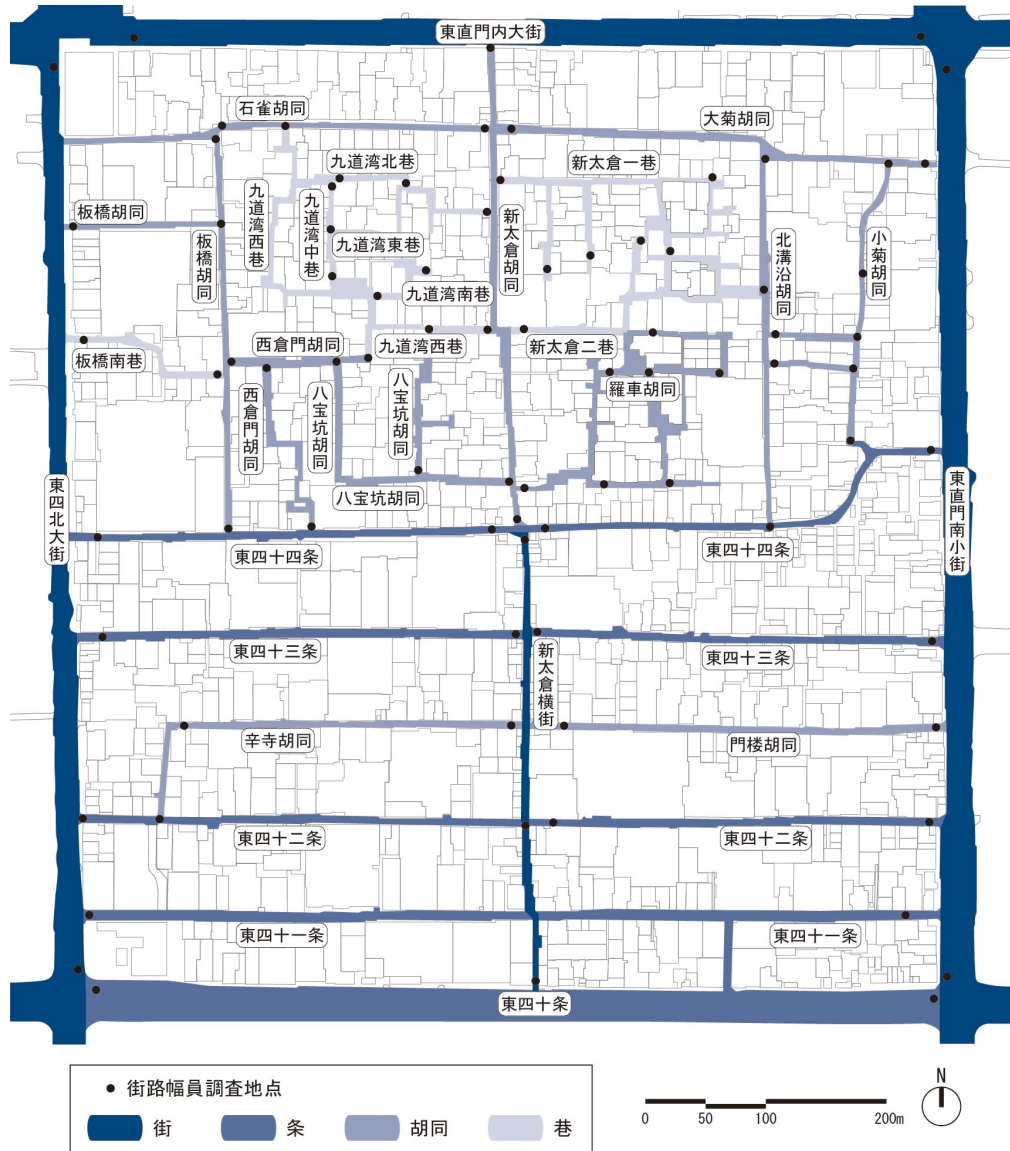 東直門内大街
石雀胡同
大菊胡同
九道湾北巷
新太倉一巷
九道湾西巷
九道湾中巷
板橋胡同
板橋胡同
九道湾東巷
新太倉胡同
北溝沿胡同
小菊胡同
九道湾南巷
板橋南巷
西倉門胡同
九道湾西巷
新太倉二巷
西倉門胡同
八宝坑胡同
八宝坑胡同
羅車胡同
八宝坑胡同
東四北大街
東直門南小街
東四十四条
東四十四条
東四十三条
新太倉横街
東四十三条
辛寺胡同
門楼胡同
東四十二条
東四十二条
東四十一条
東四十一条
東四十条
街路幅員調査地点
街
条
胡同
巷
0
50
100
200m
N